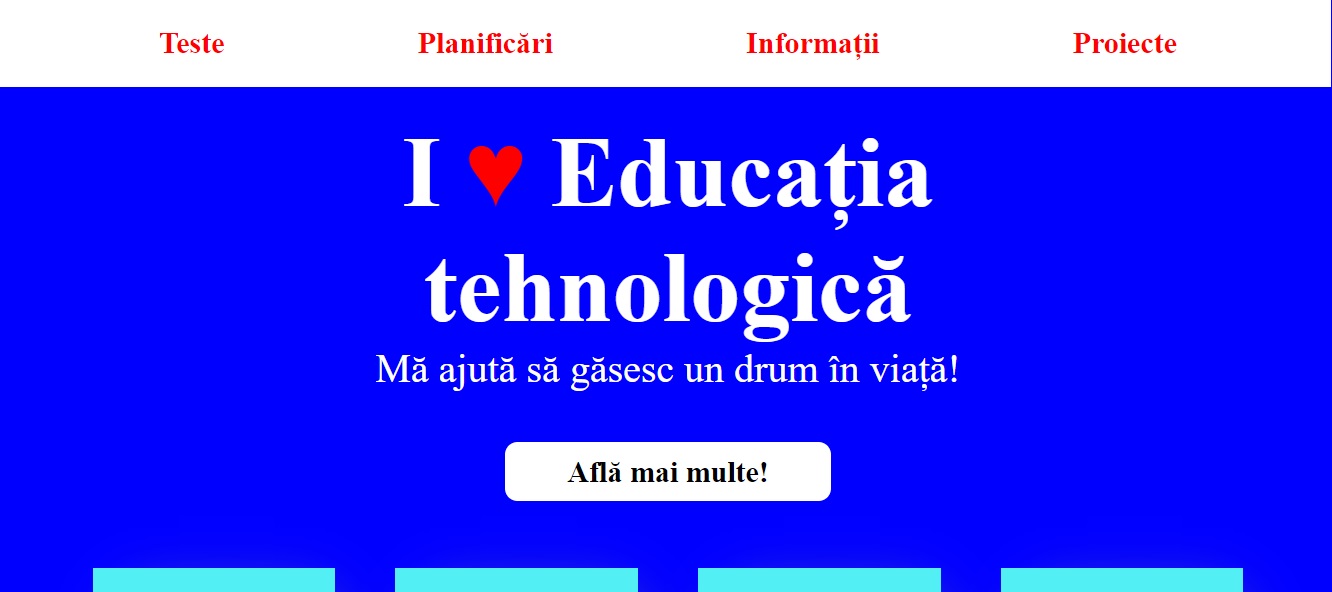 Teste Planificări Informații Proiecte
I ♥ Educația
tehnologică
Mă ajută să găsesc un drum în viață!
Află mai multe!